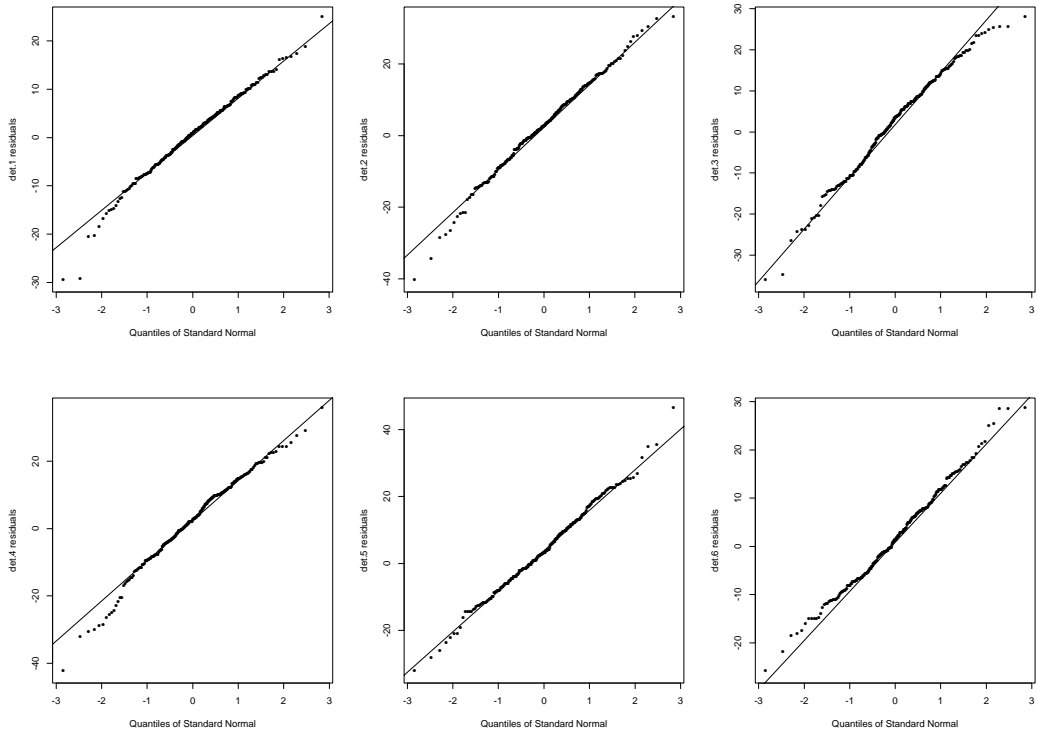 det.1 residuals
-30 -20 -10 0 10 20
-3 -2 -1 0 1 2 3
Quantiles of Standard Normal
det.2 residuals
-40 -20 0 20
-3 -2 -1 0 1 2 3
Quantiles of Standard Normal
det.3 residuals
-30 -20 -10 0 10 20 30
-3 -2 -1 0 1 2 3
Quantiles of Standard Normal
det.4 residuals
-40 -20 0 20
-3 -2 -1 0 1 2 3
Quantiles of Standard Normal
det.5 residuals
-20 0 20 40
-3 -2 -1 0 1 2 3
Quantiles of Standard Normal
det.6 residuals
-20 -10 0 10 20 30
-3 -2 -1 0 1 2 3
Quantiles of Standard Normal